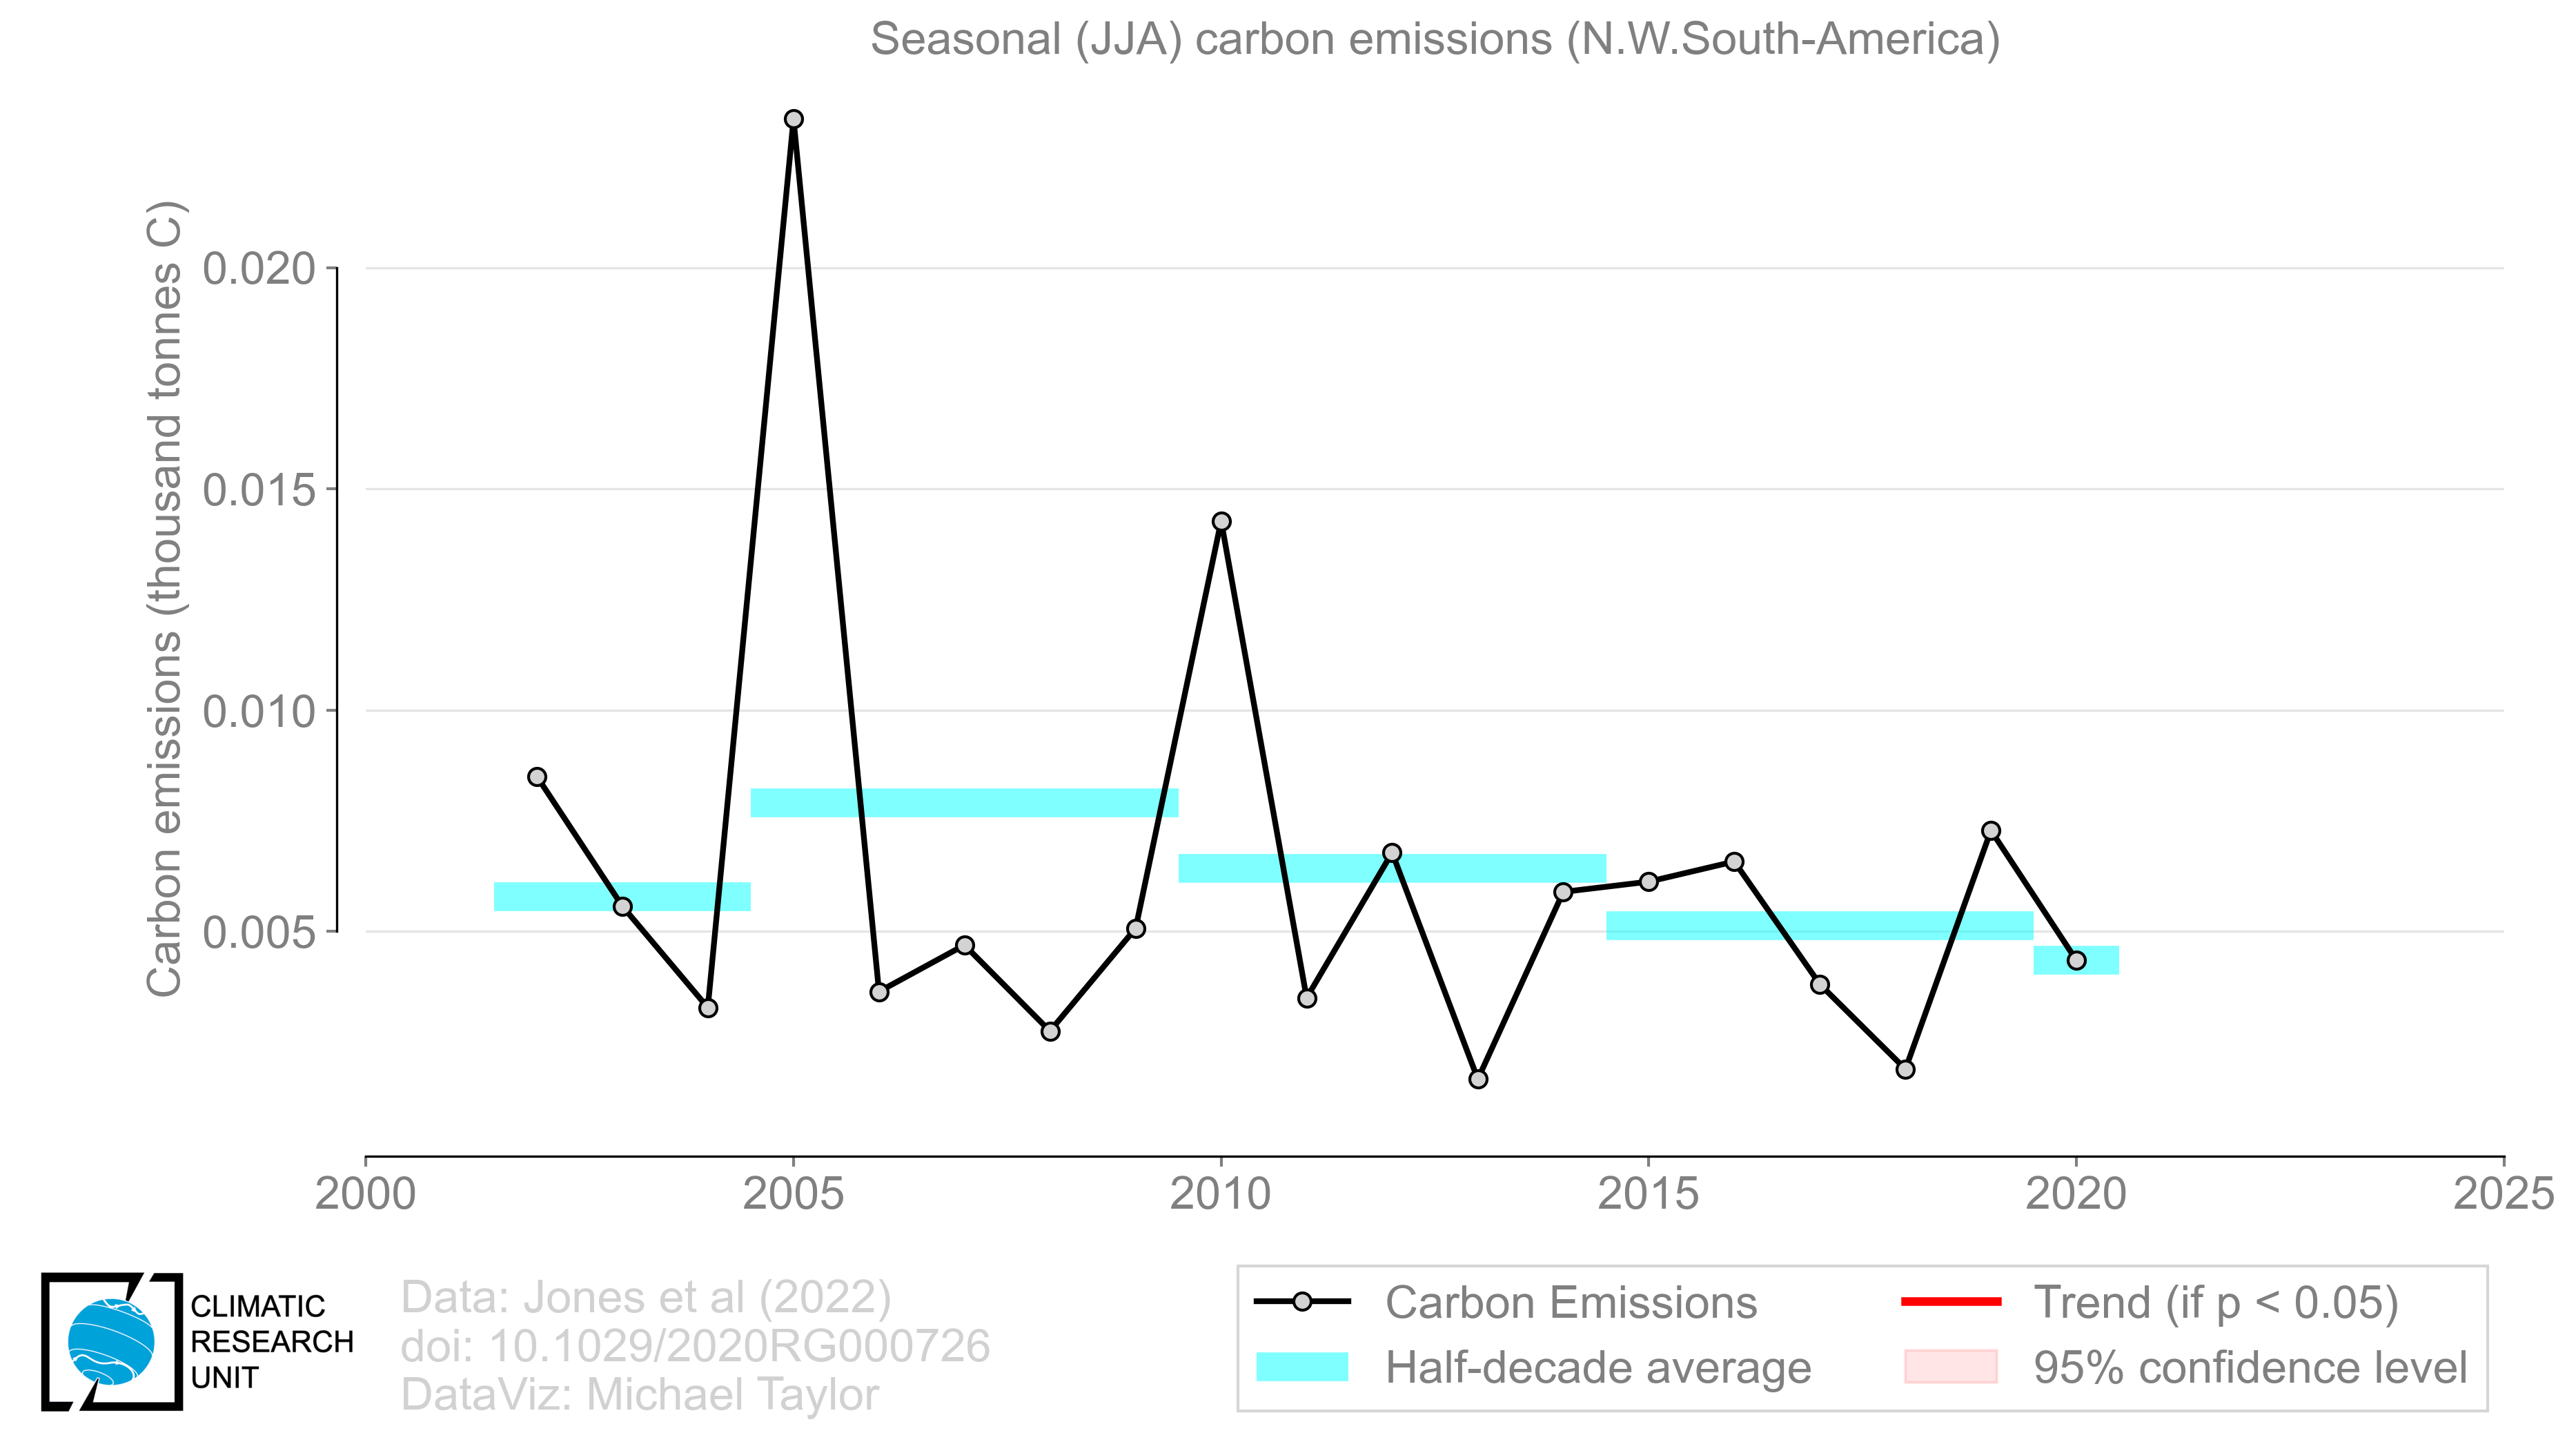 Seasonal (JJA) carbon emissions (N.W.South-America)
Carbon emissions (thousand tonnes C)
0.020
0.015
0.010
0.005
2000
2005
2010
2015
2020
2025
CLIMATIC
RESEARCH
UNIT
Data: Jones et al (2022)
doi: 10.1029/2020RG000726
DataViz: Michael Taylor
Carbon Emissions
Half-decade average
Trend (if p < 0.05)
95% confidence level